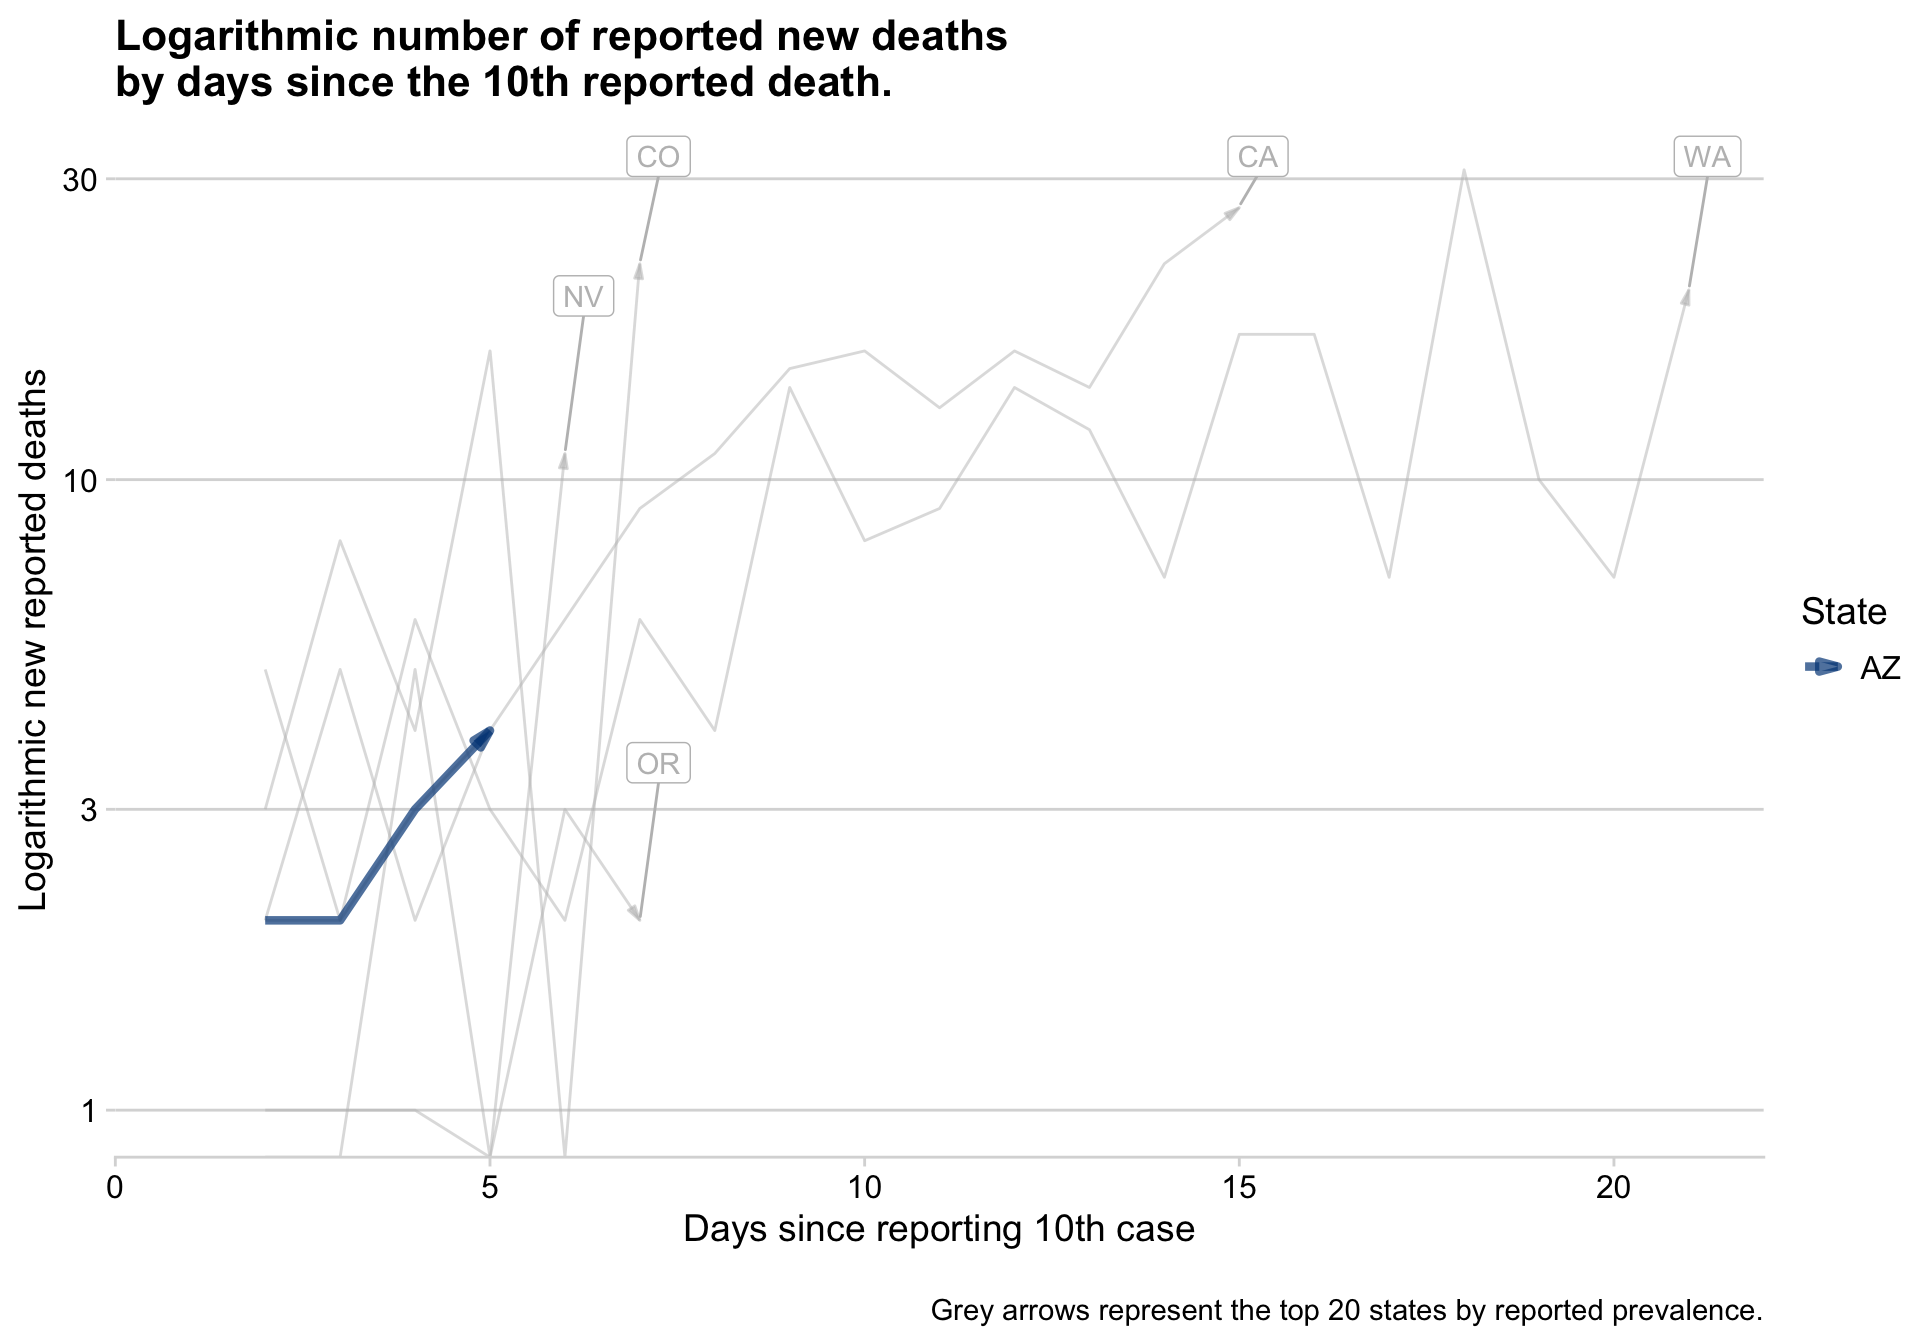 Logarithmic number of reported new deaths
by days since the 10th reported death.
CO
CA
WA
30
NV
10
OR
3
1
Logarithmic new reported deaths
State
AZ
0 5 10 15 20
Days since reporting 10th case
Grey arrows represent the top 20 states by reported prevalence.